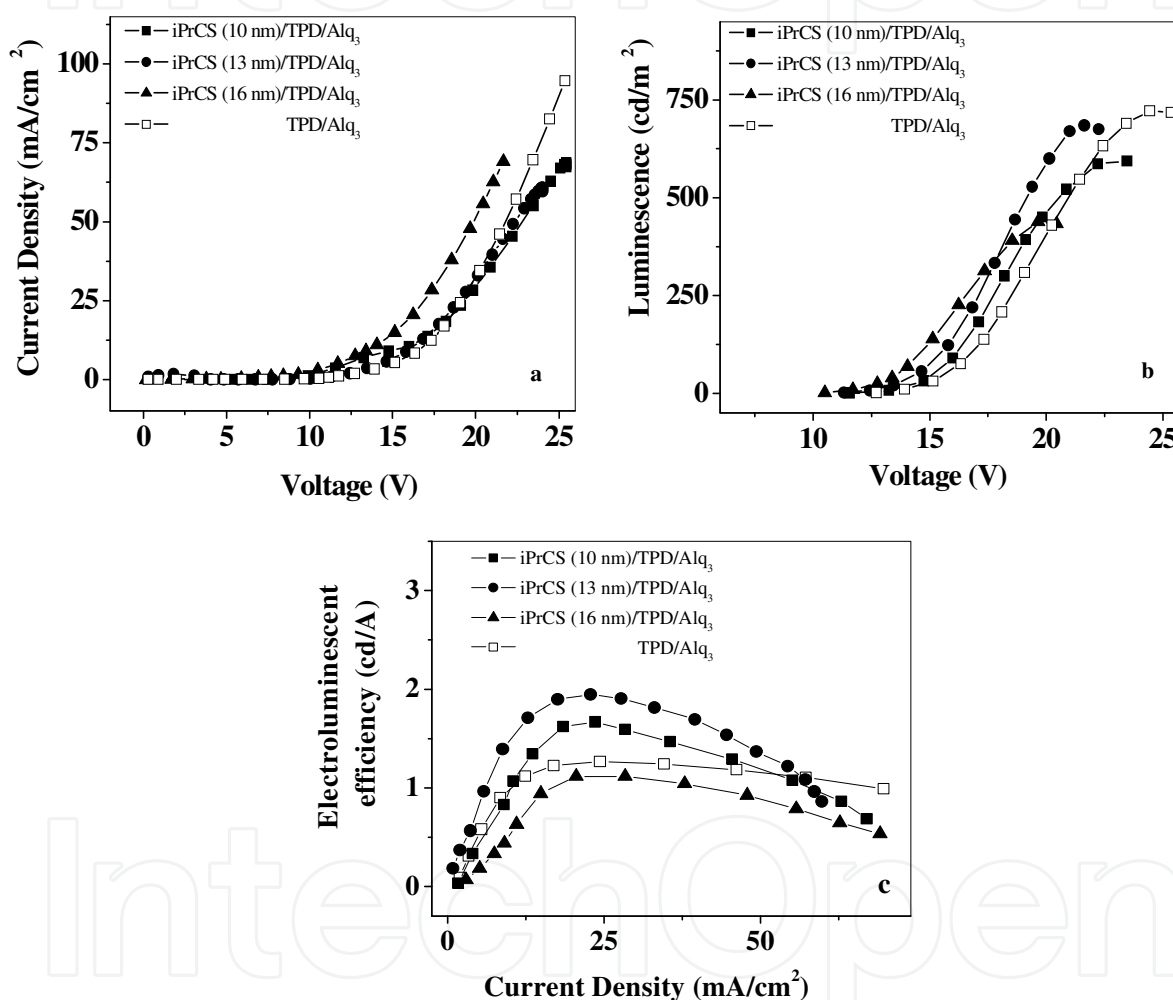 iPrCS (10 nm)/TPD/Alq3
iPrCS (13 nm)/TPD/Alq3
iPrCS (16 nm)/TPD/Alq3
TPD/Alq3
100
75
50
25
0
Current Density (mA/cm2)
0 5 10 15 20 25
Voltage (V)
a
iPrCS (10 nm)/TPD/Alq3
iPrCS (13 nm)/TPD/Alq3
iPrCS (16 nm)/TPD/Alq3
TPD/Alq3
750
500
250
0
Luminescence (cd/m2)
10 15 20 25
Voltage (V)
b
iPrCS (10 nm)/TPD/Alq3
iPrCS (13 nm)/TPD/Alq3
iPrCS (16 nm)/TPD/Alq3
TPD/Alq3
3
2
1
0
Electroluminescent
efficiency (cd/A)
0 25 50
Current Density (mA/cm2)
c
IntechOpen